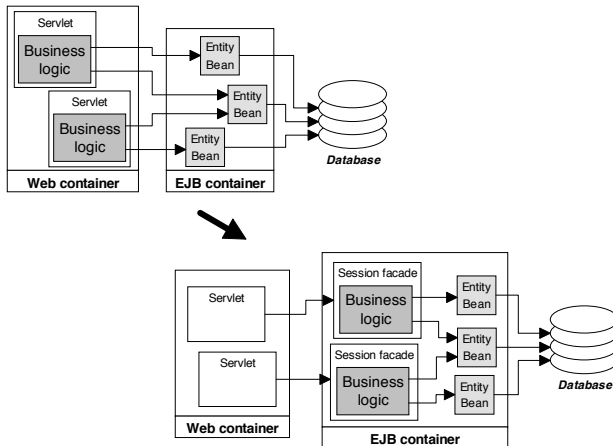 Servlet
Business
logic
Servlet
Business
logic
Web container
Entity
Bean
Entity
Bean
Entity
Bean
EJB container
Database
Servlet
Servlet
Web container
Session facade
Business
logic
Session facade
Business
logic
Entity
Bean
Entity
Bean
Entity
Bean
EJB container
Database